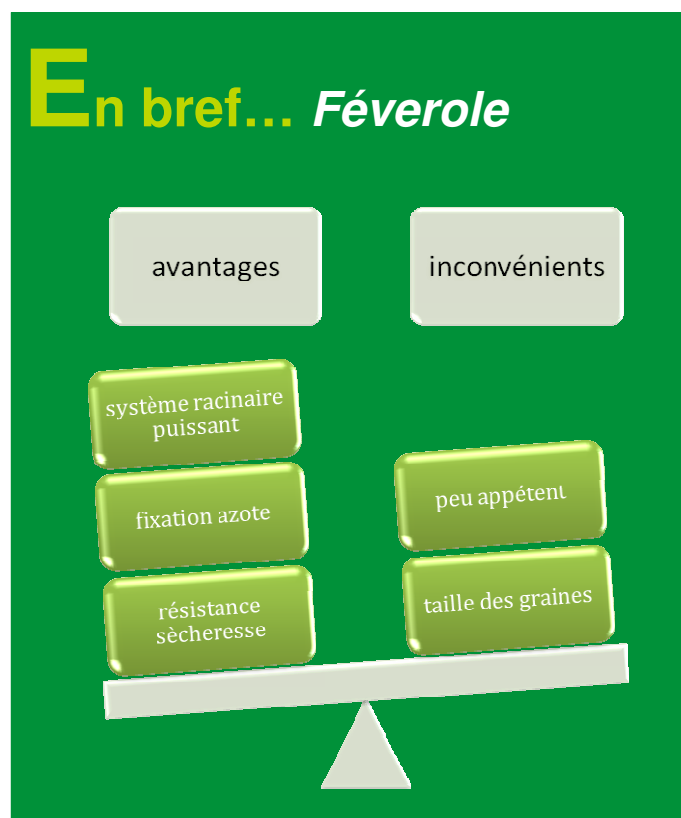 En bref... Féverole
avantages
inconvénients
système racinaire
puissant
fixation azote
résistance
sècheresse
peu appétent
taille des graines